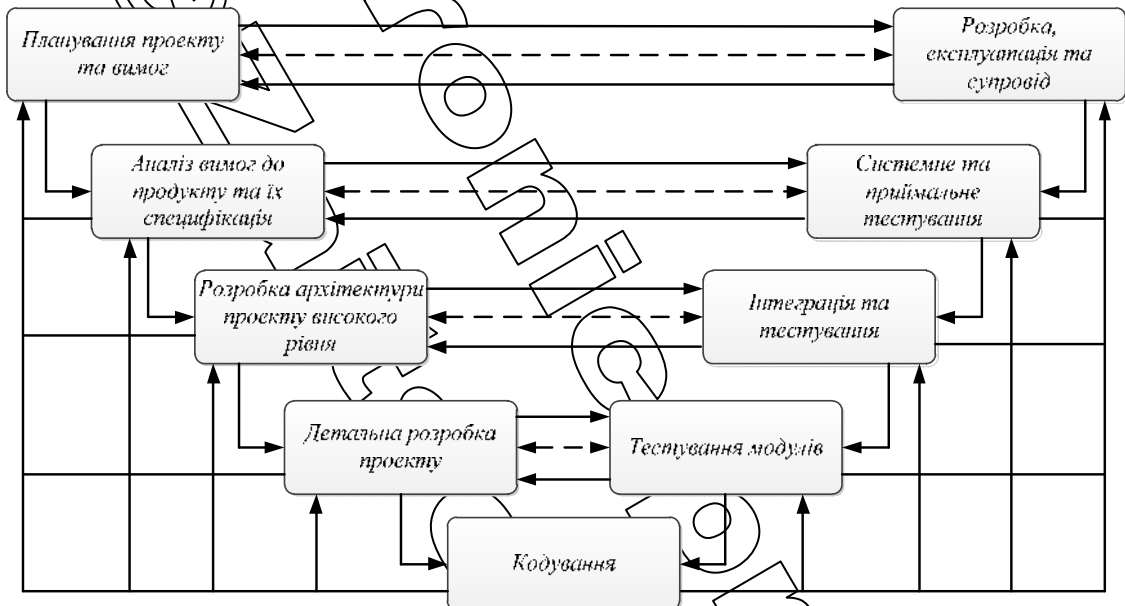 Планування проекту
та вимог
Розробка,
експлуатація та
супровід
Аналіз вимог до
продукту та їх
специфікація
Системне та
приймальне
тестування
Розробка архітектури
проекту високого
рівня
Інтеграція та
тестування
Детальна розробка
проекту
Тестування модулів
Кодування